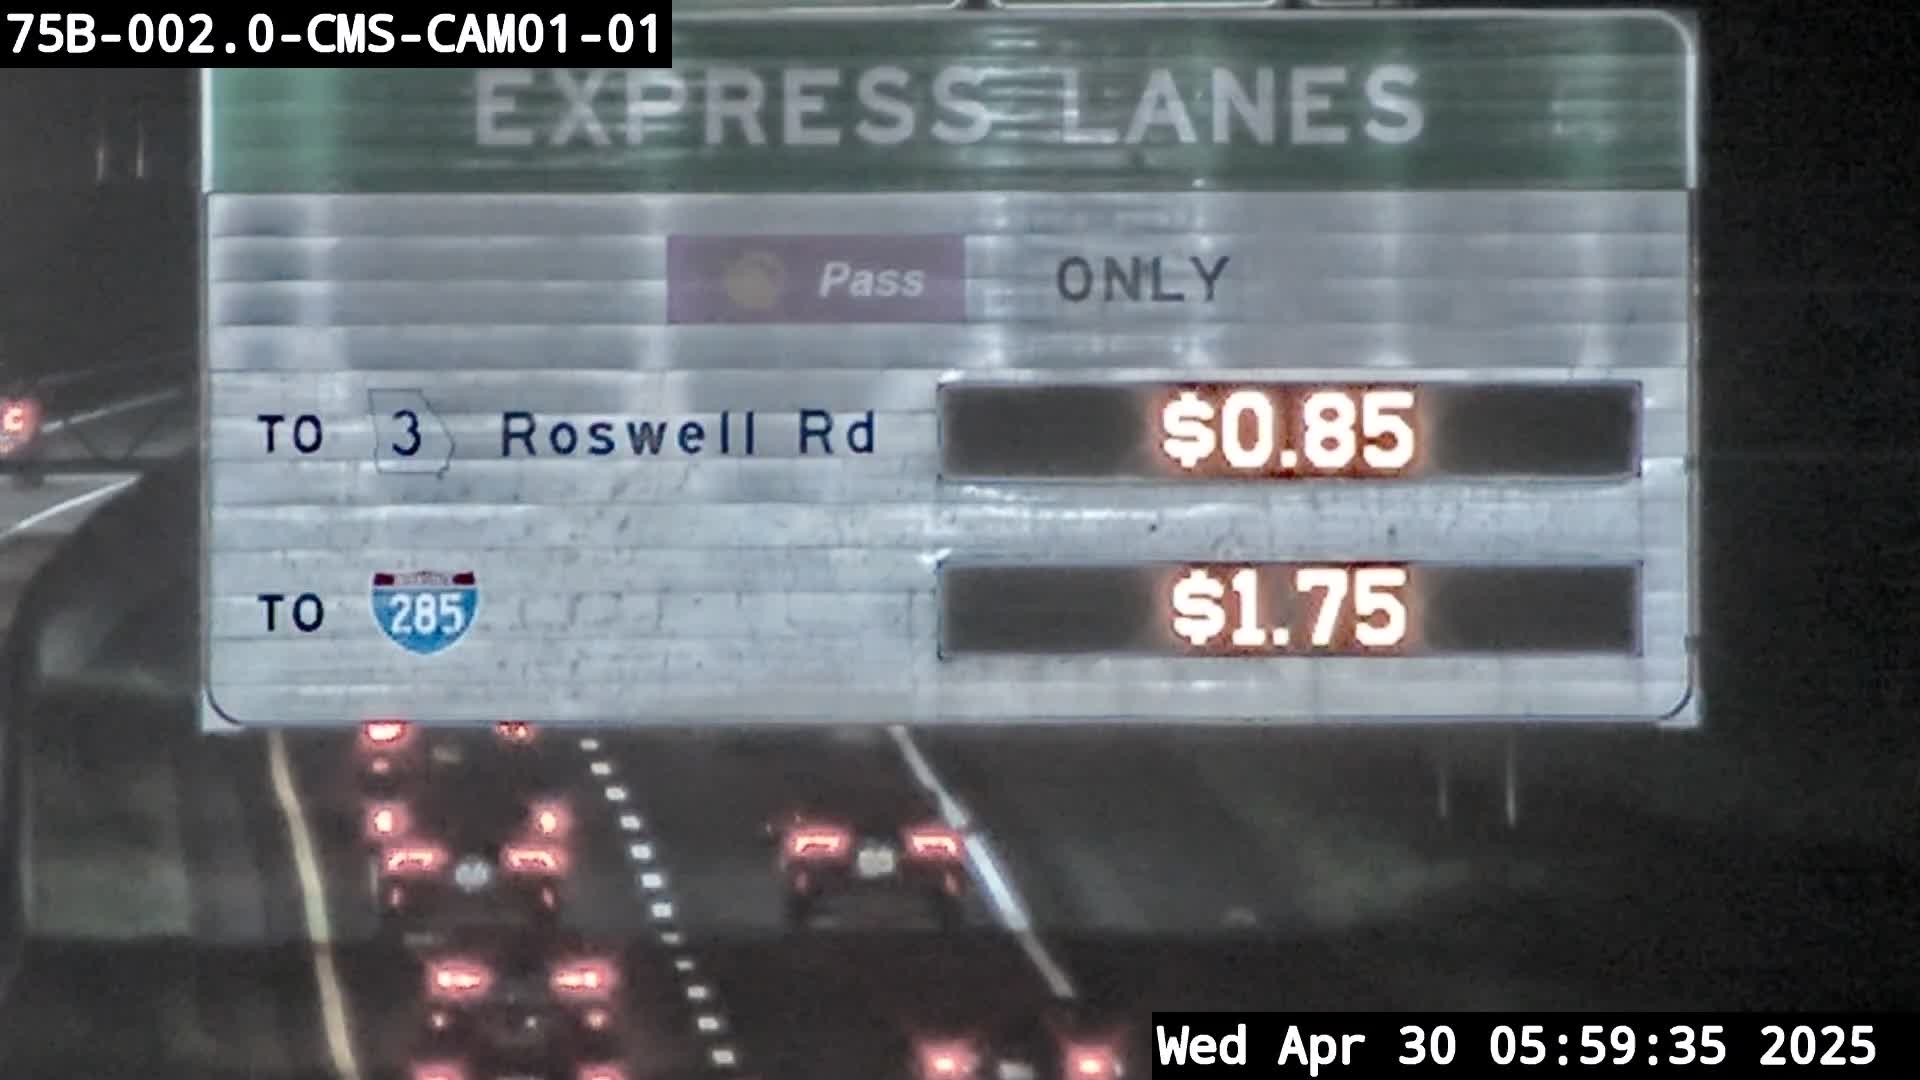 75B-002.0-CMS-CAM01-01
EXPRESS LANES
Pass ONLY
TO 3 Roswell Rd $0.85
TO 285 $1.75
Wed Apr 30 05:59:35 2025